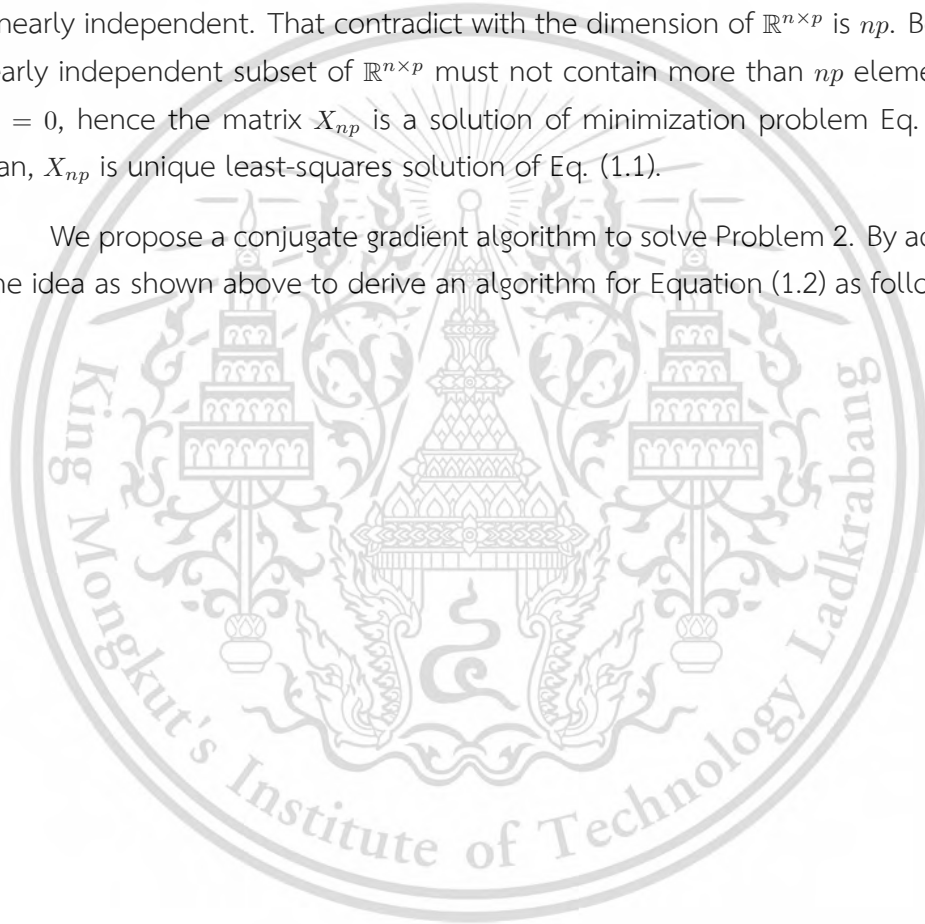 nearly independent. That contradict with the dimension of ℝ^{n×p} is np. B
early independent subset of ℝ^{n×p} must not contain more than np eleme
= 0, hence the matrix X_{np} is a solution of minimization problem Eq.
an, X_{np} is unique least-squares solution of Eq. (1.1).
We propose a conjugate gradient algorithm to solve Problem 2. By ad
ne idea as shown above to derive an algorithm for Equation (1.2) as follo
King Mongkut's Institute of Technology Ladkrabang